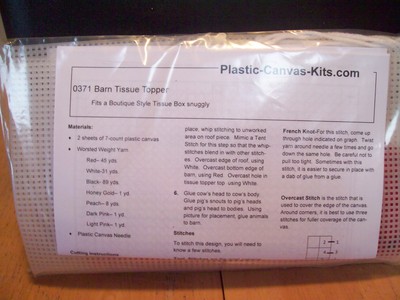 Plastic-Canvas-Kits.com
0371 Barn Tissue Topper
Fits a Boutique Style Tissue Box snuggly
Materials:
• 3 sheets of 7-count plastic canvas
• Worsted Weight Yarn
Red– 40 yds.
White-31 yds.
Black– 69 yds.
Honey Gold– 1 yd.
Peach– 8 yds.
Dark Pink– 1 yd.
Light Pink– 1 yd.
• Plastic Canvas Needle
Cutting Instructions
place, whip stitching to unworked
area on roof piece. Mimic a Tent
Stitch for this step so that the whip-
stitches blend in with other stitch-
es. Overcast edge of roof, using
White. Overcast bottom edge of
barn, using Red. Overcast hole in
tissue topper top using White.
6. Glue cow's head to cow's body.
Glue pig's snouts to pig's heads
and pig's head to bodies. Using
picture for placement, glue animals
to barn.
Stitches
To stitch this design, you will need to
know a few stitches.
French Knot-For this stitch, come up
through hole indicated on graph. Twist
yarn around needle a few times and go
down the same hole. Be careful not to
pull too tight. Sometimes with this
stitch, it is easier to secure in place with
a dab of glue from a glue.
Overcast Stitch is the stitch that is
used to cover the edge of the canvas.
Around corners, it is best to use three
stitches for fuller coverage of the can-
vas.